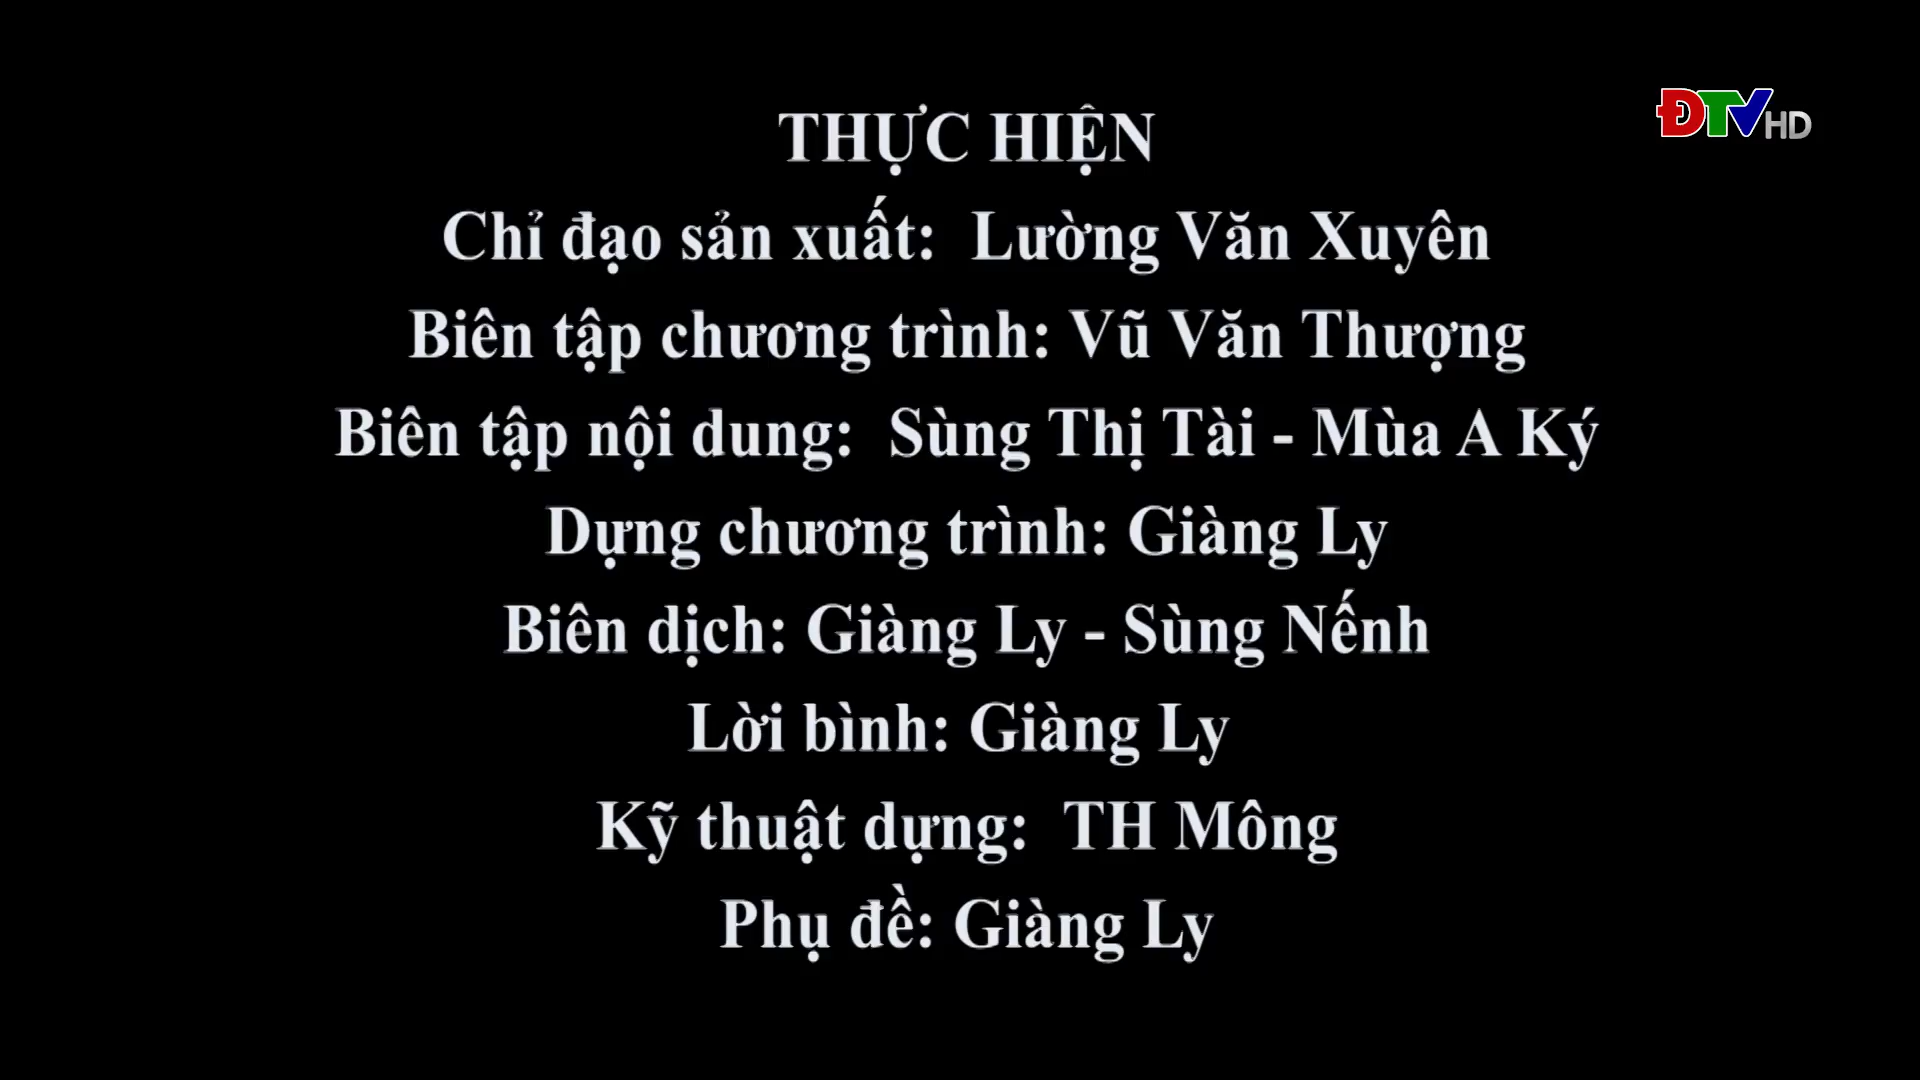 ĐTV HD
THỰC HIỆN
Chỉ đạo sản xuất: Lường Văn Xuyên
Biên tập chương trình: Vũ Văn Thượng
Biên tập nội dung: Sùng Thị Tài - Mùa A Ký
Dựng chương trình: Giàng Ly
Biên dịch: Giàng Ly - Sùng Nếnh
Lời bình: Giàng Ly
Kỹ thuật dựng: TH Mông
Phụ đề: Giàng Ly